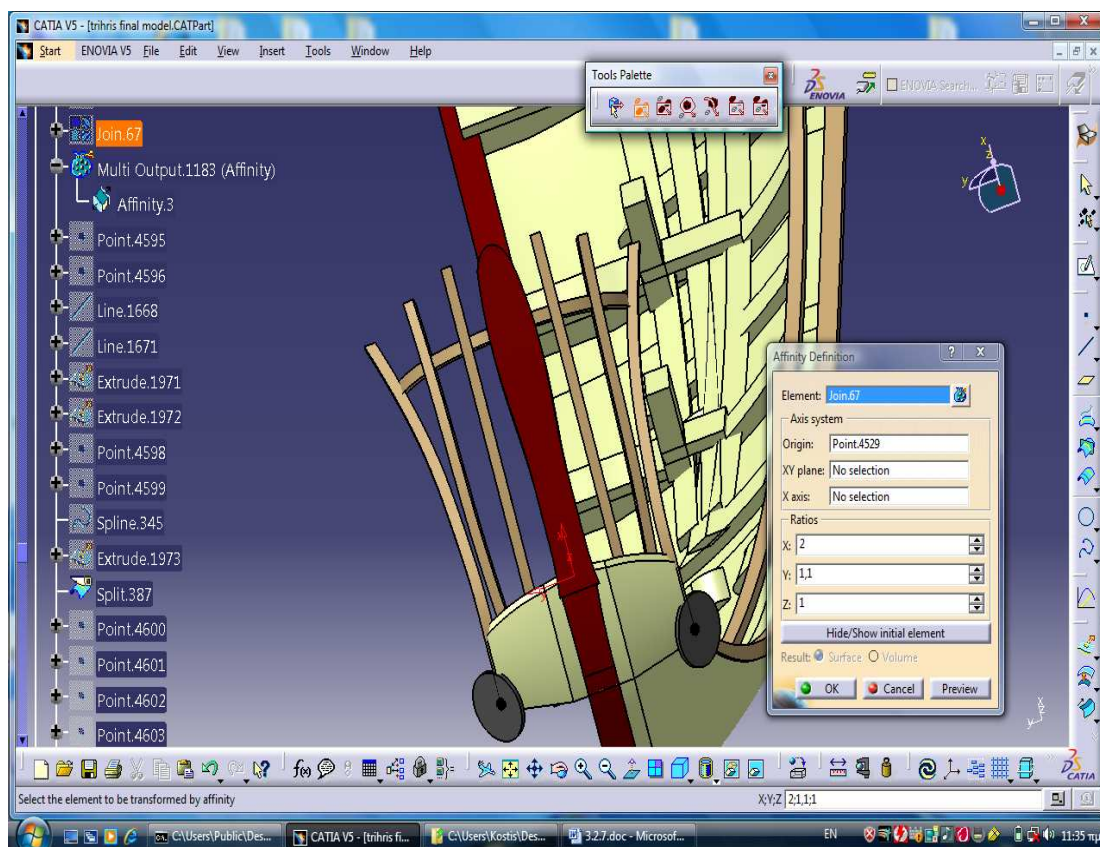 CATIA V5 - [trihris final model.CATPart]
Start ENOVIA V5 File Edit View Insert Tools Window Help
Tools Palette
ENOVIA
ENOVIA Search...
Join.67
Multi Output.1183 (Affinity)
Affinity.3
Point.4595
Point.4596
Line.1668
Line.1671
Extrude.1971
Extrude.1972
Point.4598
Point.4599
Spline.345
Extrude.1973
Split.387
Point.4600
Point.4601
Point.4602
Point.4603
x
z
y
Affinity Definition
Element: Join.67
Axis system
Origin: Point.4529
XY plane: No selection
X axis: No selection
Ratios
X: 2
Y: 1,1
Z: 1
Hide/Show initial element
Result: Surface Volume
OK Cancel Preview
f(x)
CATIA
Select the element to be transformed by affinity
X;Y;Z 2;1,1;1
C:\Users\Public\Des...
CATIA V5 - [trihris fi...
C:\Users\Kostis\Des...
3.2.7.doc - Microsof...
EN
11:35 πμ